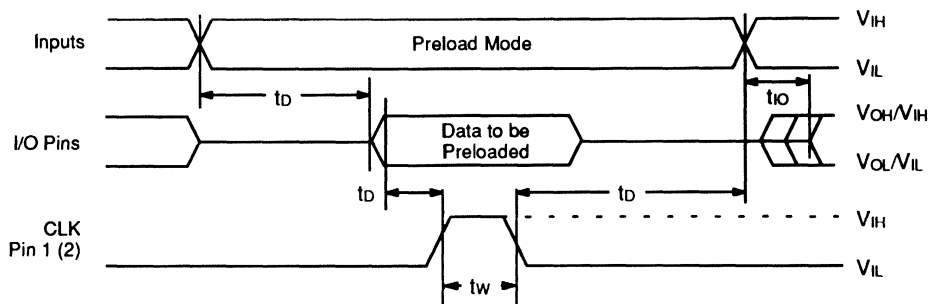 Inputs
Preload Mode
VIH
VIL
tD
tIO
I/O Pins
Data to be
Preloaded
VOH/VIH
VOL/VIL
tD
tD
CLK
Pin 1 (2)
VIH
VIL
tW